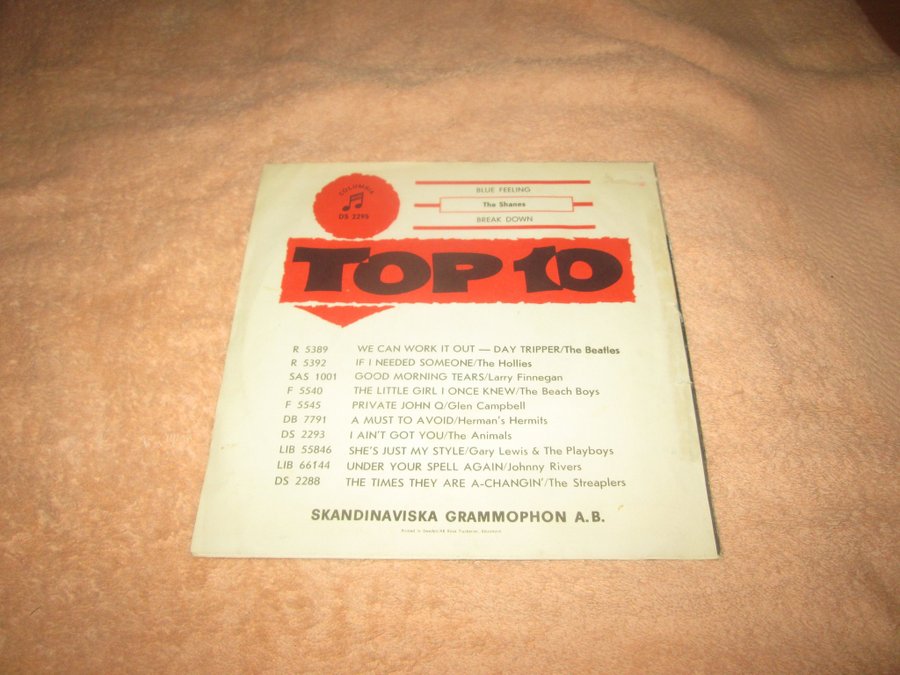 COLUMBIA
DS 2295
BLUE FEELING
The Shanes
BREAK DOWN
TOP 10
R 5389 WE CAN WORK IT OUT — DAY TRIPPER/The Beatles
R 5392 IF I NEEDED SOMEONE/The Hollies
SAS 1001 GOOD MORNING TEARS/Larry Finnegan
F 5540 THE LITTLE GIRL I ONCE KNEW/The Beach Boys
F 5545 PRIVATE JOHN Q/Glen Campbell
DB 7791 A MUST TO AVOID/Herman's Hermits
DS 2293 I AIN'T GOT YOU/The Animals
LIB 55846 SHE'S JUST MY STYLE/Gary Lewis & The Playboys
LIB 66144 UNDER YOUR SPELL AGAIN/Johnny Rivers
DS 2288 THE TIMES THEY ARE A-CHANGIN'/The Streaplers
SKANDINAVISKA GRAMMOPHON A.B.
Printed in Sweden